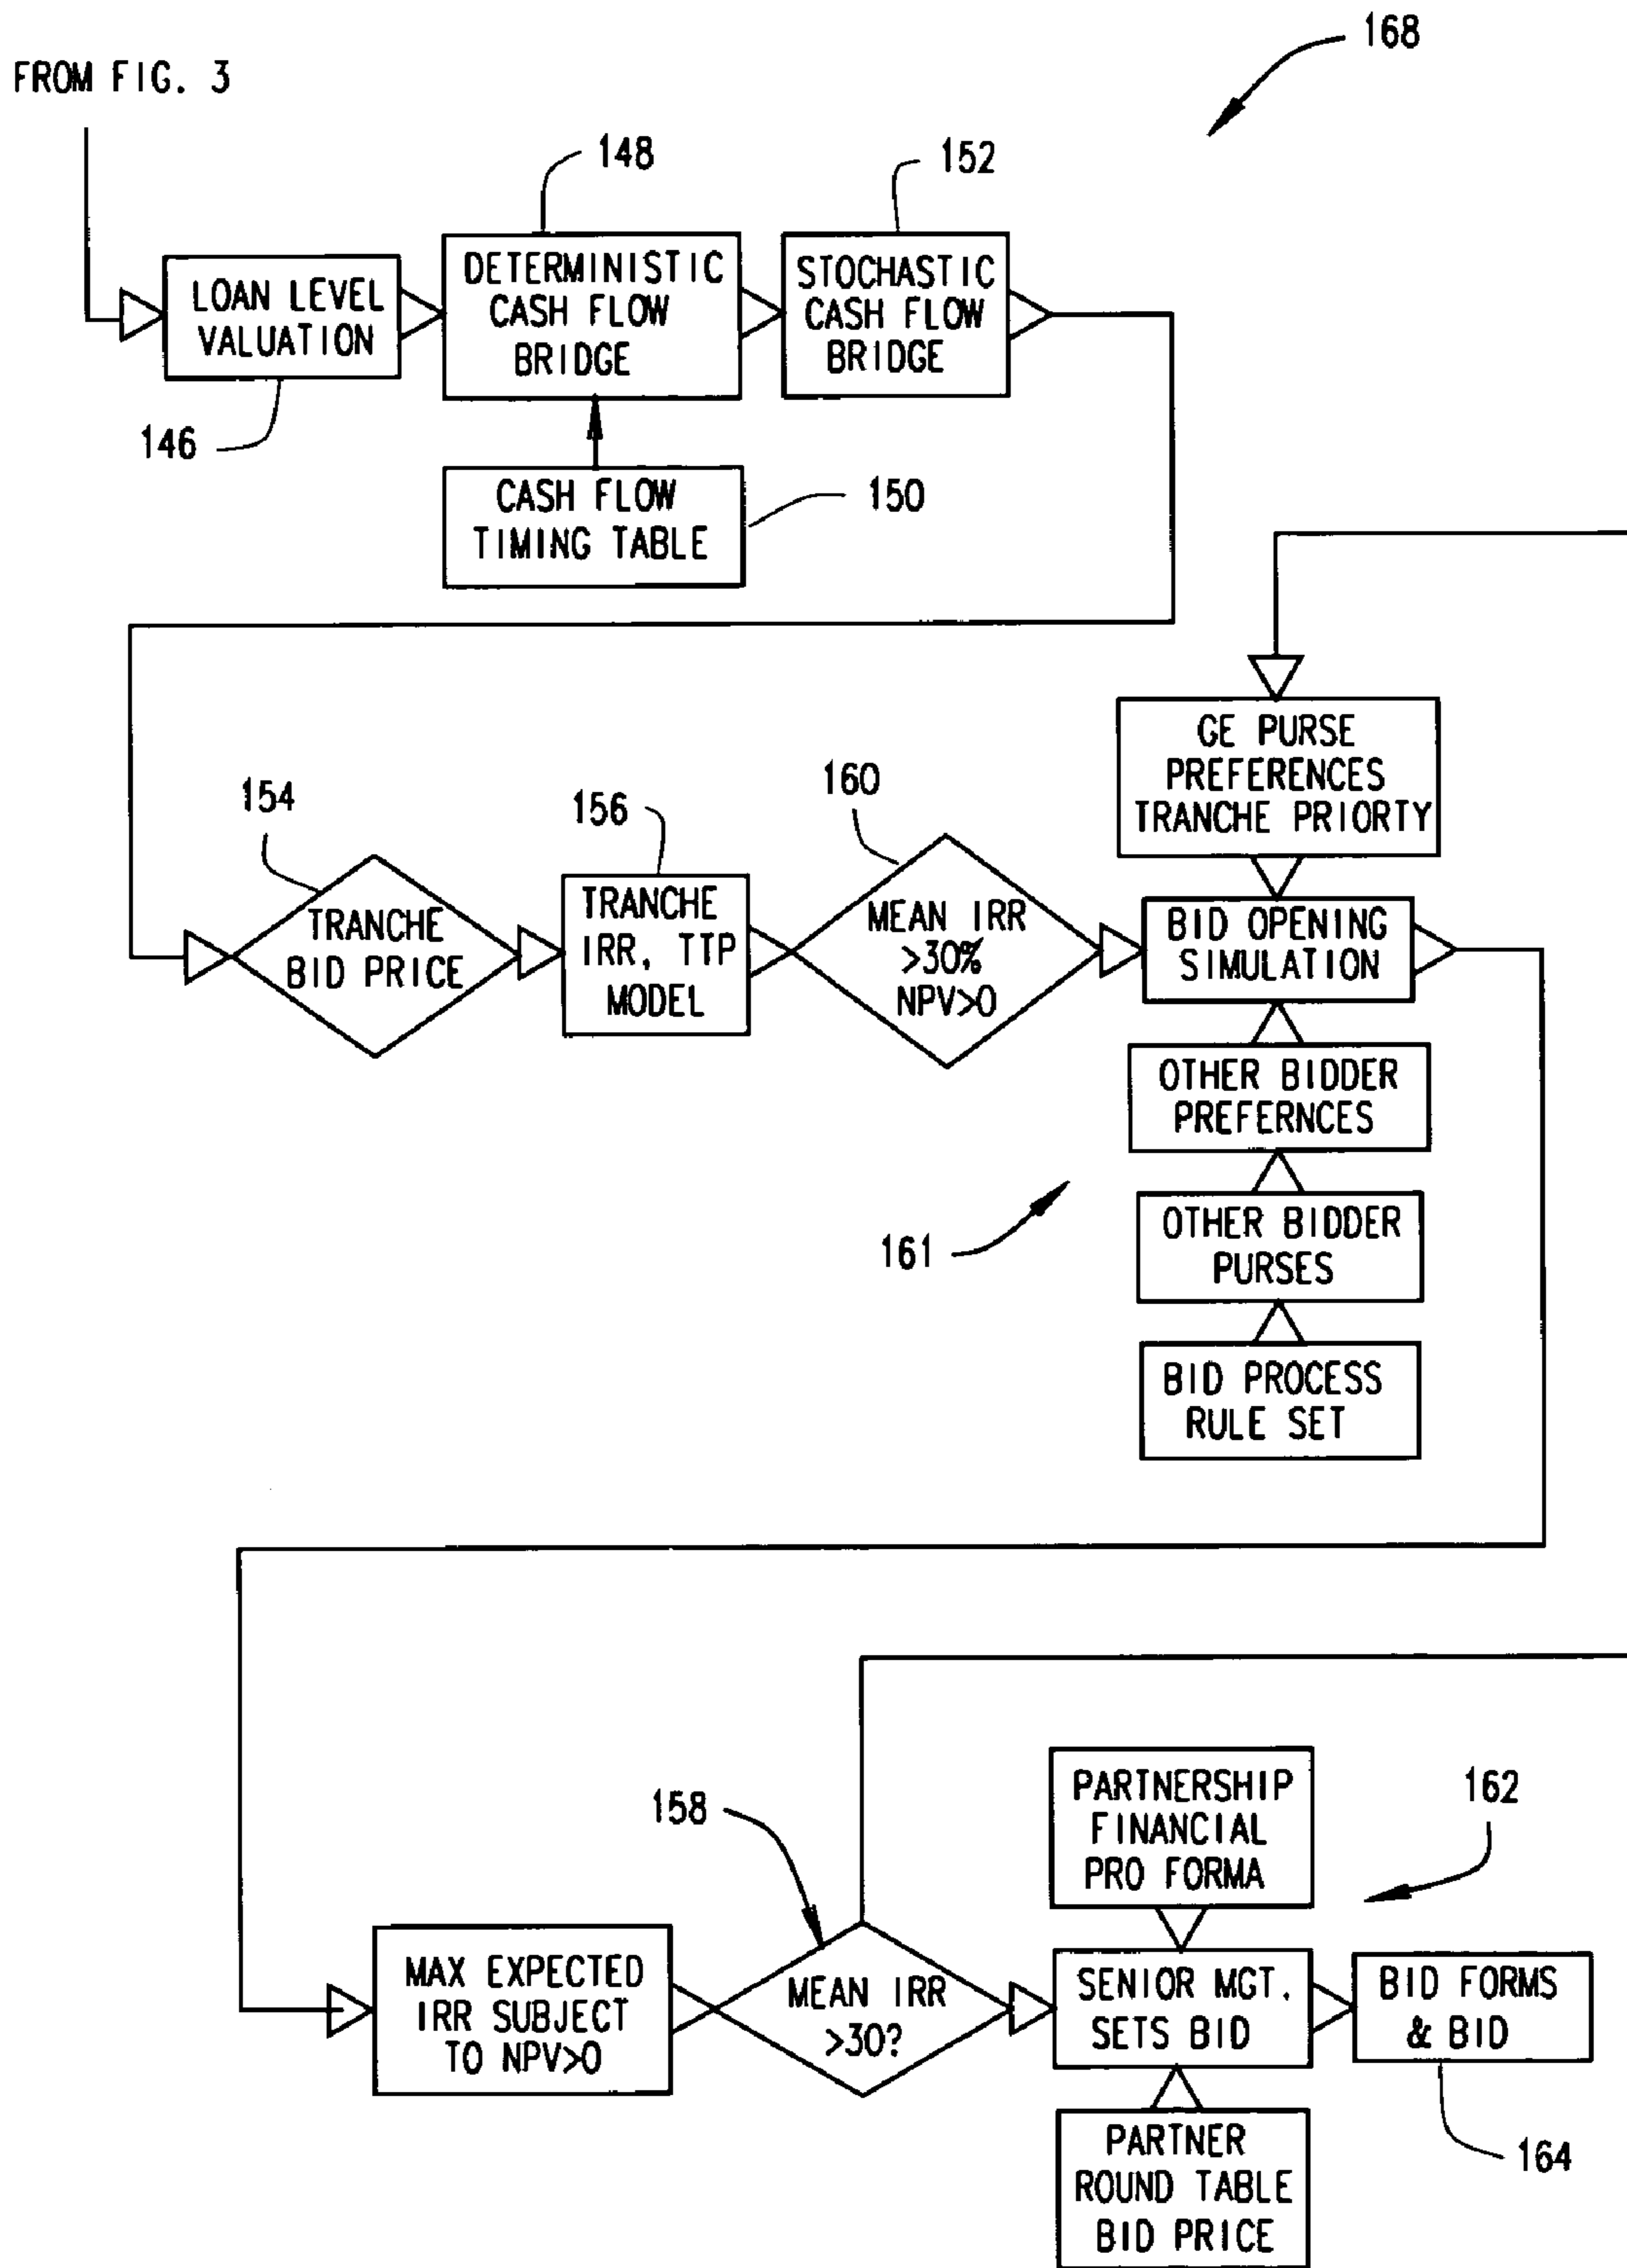 168
FROM FIG. 3
148
152
LOAN LEVEL
VALUATION
DETERMINISTIC
CASH FLOW
BRIDGE
STOCHASTIC
CASH FLOW
BRIDGE
146
CASH FLOW
TIMING TABLE
150
GE PURSE
PREFERENCES
TRANCHE PRIORTY
154
156
160
TRANCHE
BID PRICE
TRANCHE
IRR, TTP
MODEL
MEAN IRR
>30%
NPV>0
BID OPENING
SIMULATION
OTHER BIDDER
PREFERNCES
161
OTHER BIDDER
PURSES
BID PROCESS
RULE SET
158
PARTNERSHIP
FINANCIAL
PRO FORMA
162
MAX EXPECTED
IRR SUBJECT
TO NPV>0
MEAN IRR
>30?
SENIOR MGT.
SETS BID
BID FORMS
& BID
PARTNER
ROUND TABLE
BID PRICE
164